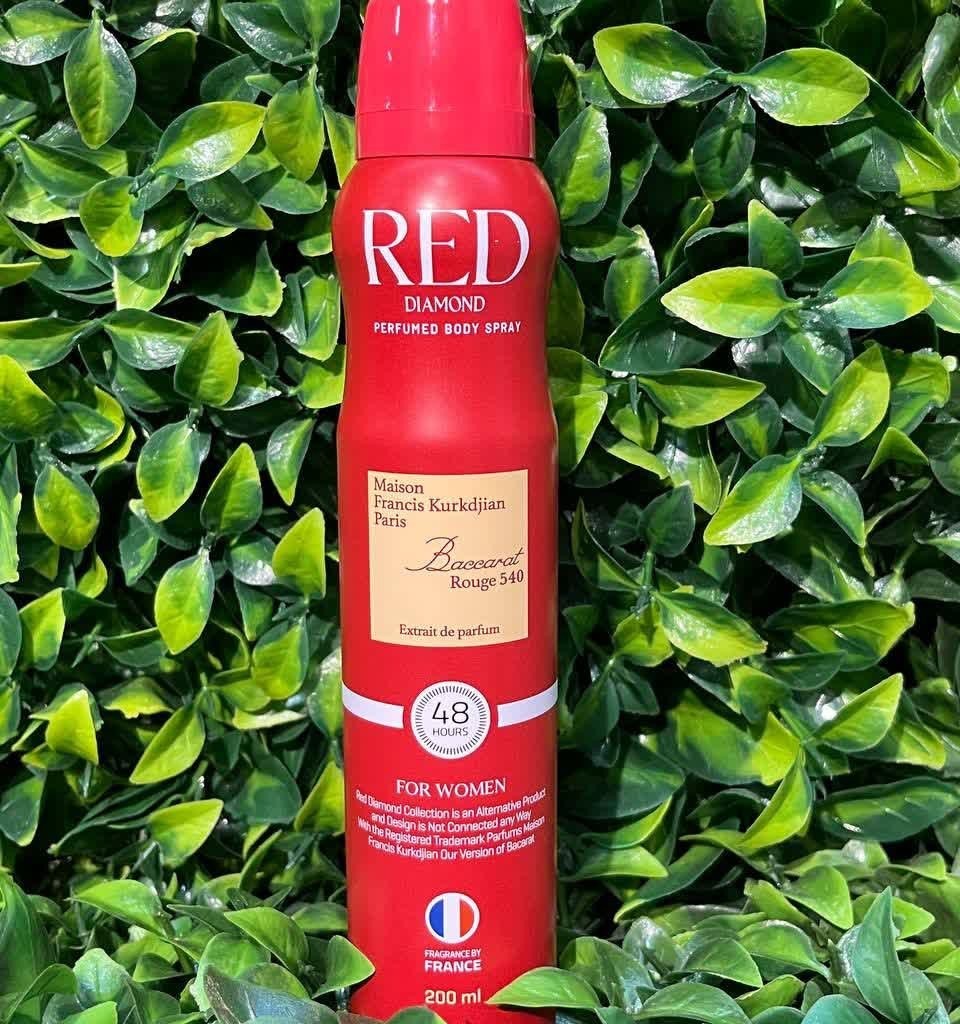 RED
DIAMOND
PERFUMED BODY SPRAY
Maison
Francis Kurkdjian
Paris
Baccarat
Rouge 540
Extrait de parfum
48
HOURS
FOR WOMEN
Red Diamond Collection is an Alternative Product
and Design is Not Connected any Way
With the Registered Trademark Parfums Maison
Francis Kurkdjian Our Version of Bacarat
FRAGRANCE BY
FRANCE
200 ml